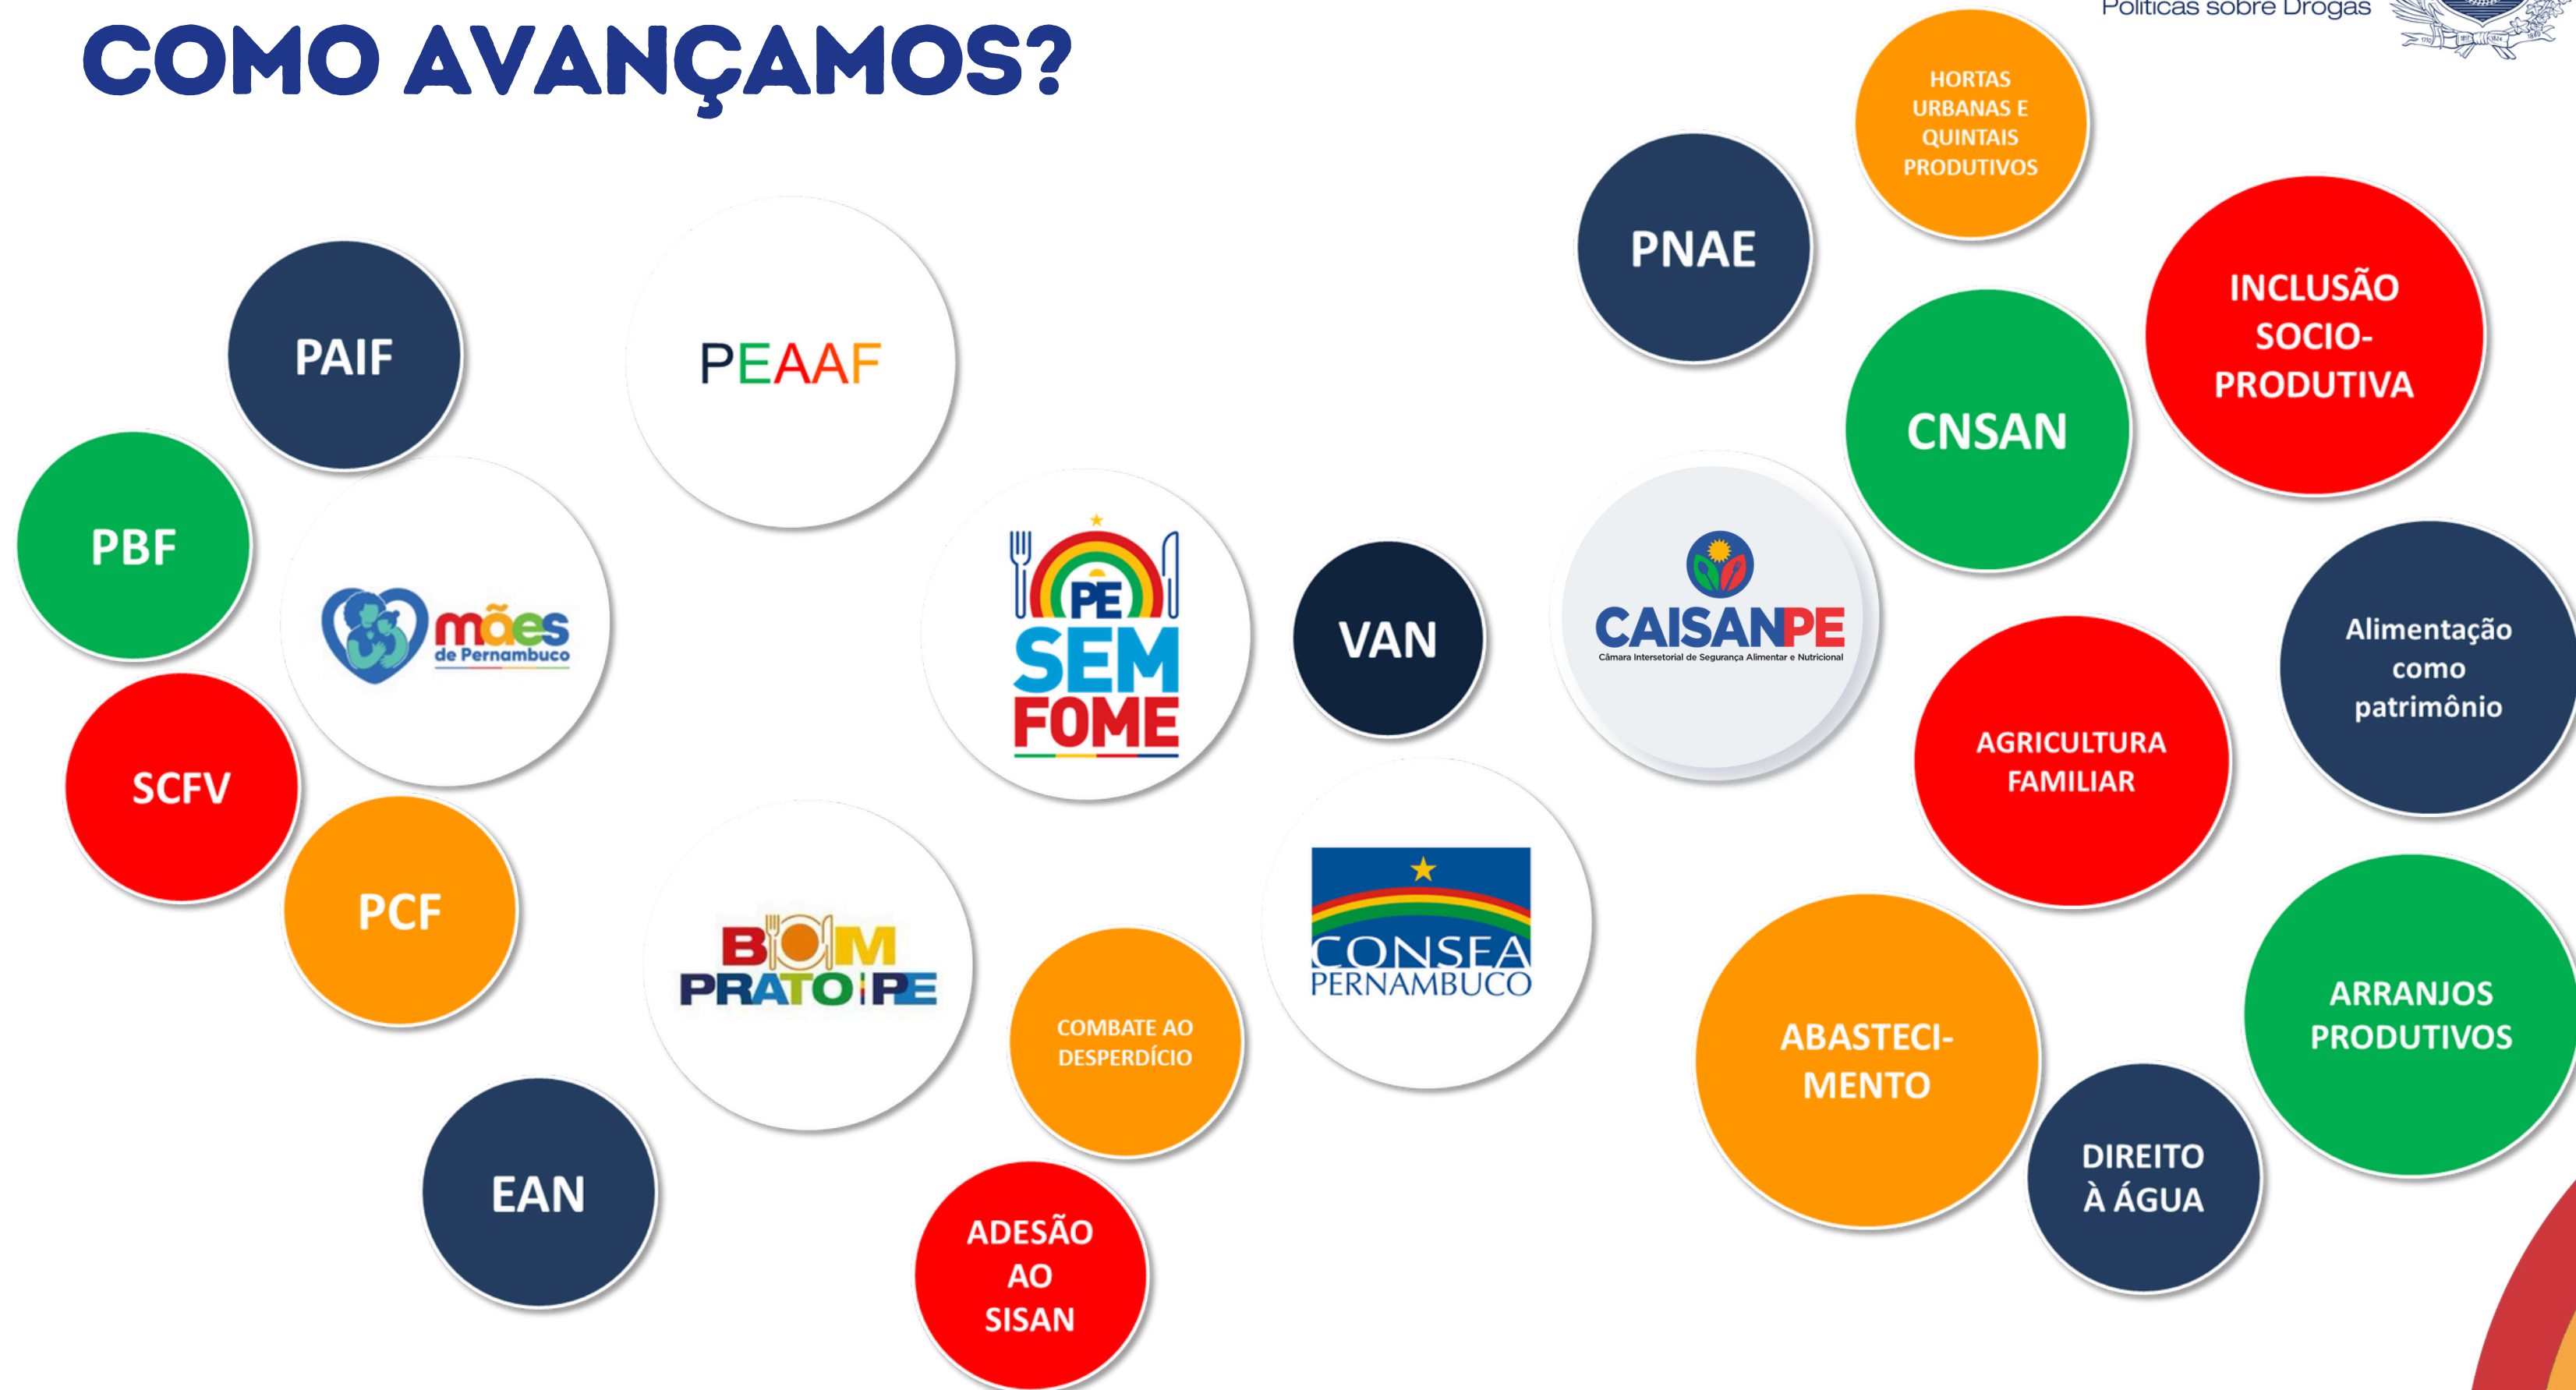 COMO AVANÇAMOS?
Políticas sobre Drogas
HORTAS
URBANAS E
QUINTAIS
PRODUTIVOS
PNAE
INCLUSÃO
SOCIO-
PRODUTIVA
PAIF
PEAAF
CNSAN
PBF
mães
de Pernambuco
PE
SEM
FOME
VAN
CAISANPE
Câmara Intersetorial de Segurança Alimentar e Nutricional
Alimentação
como
patrimônio
AGRICULTURA
FAMILIAR
SCFV
PCF
BOM
PRATO PE
CONSEA
PERNAMBUCO
COMBATE AO
DESPERDÍCIO
ABASTECI-
MENTO
ARRANJOS
PRODUTIVOS
EAN
DIREITO
À ÁGUA
ADESÃO
AO
SISAN